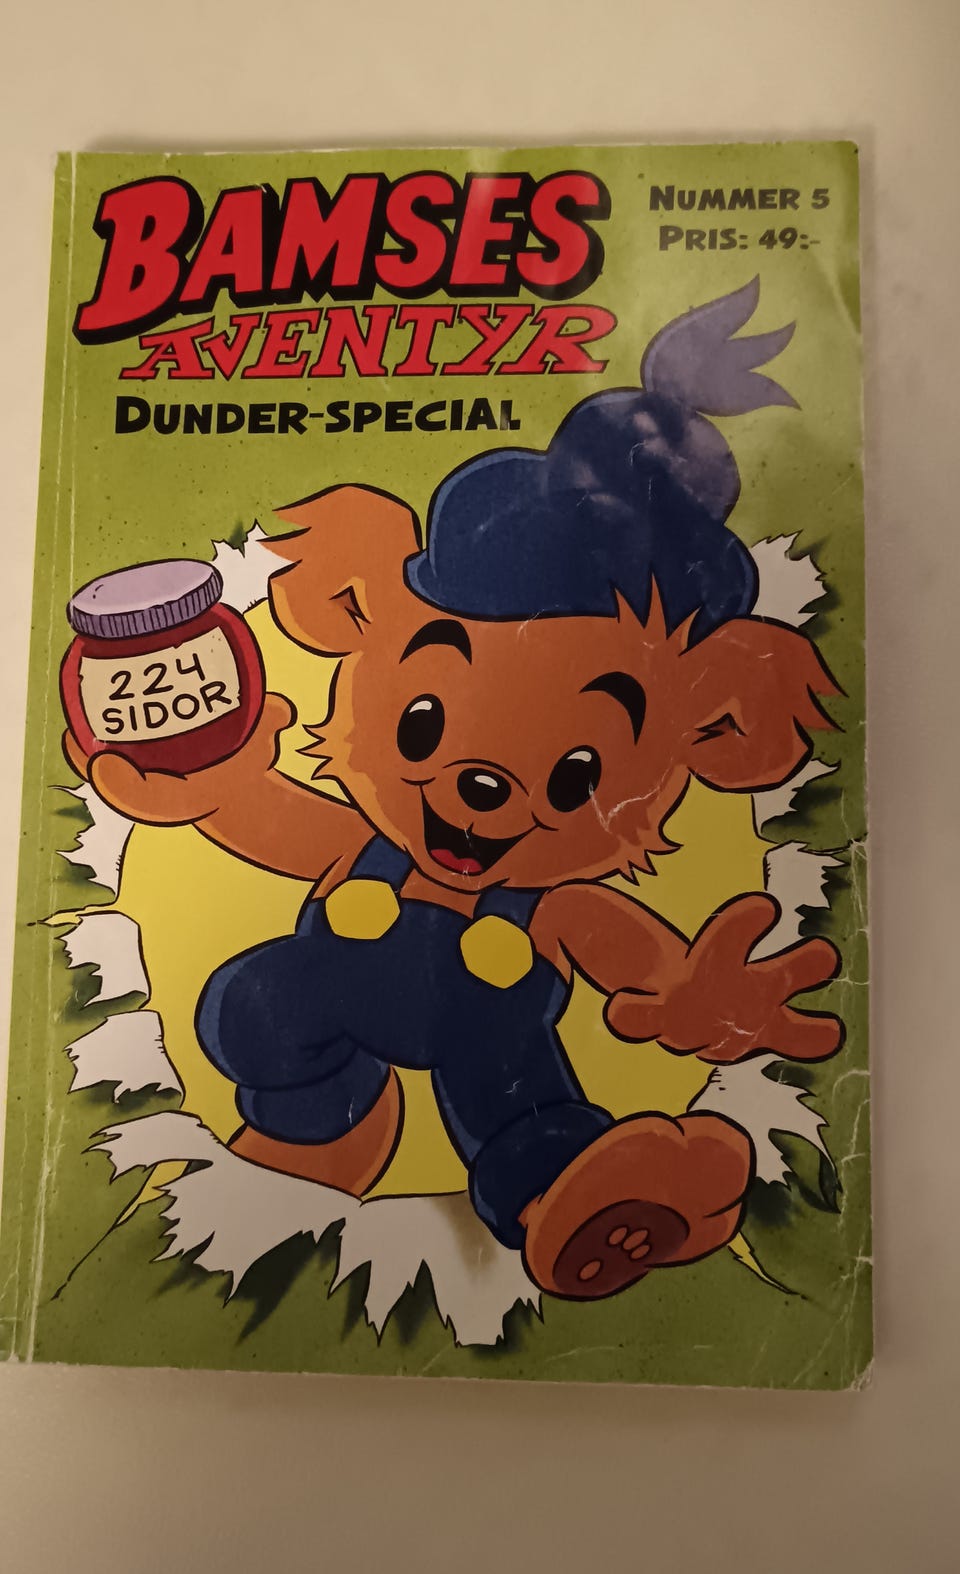 BAMSES
ÄVENTYR
DUNDER-SPECIAL
NUMMER 5
PRIS: 49:-
224
SIDOR